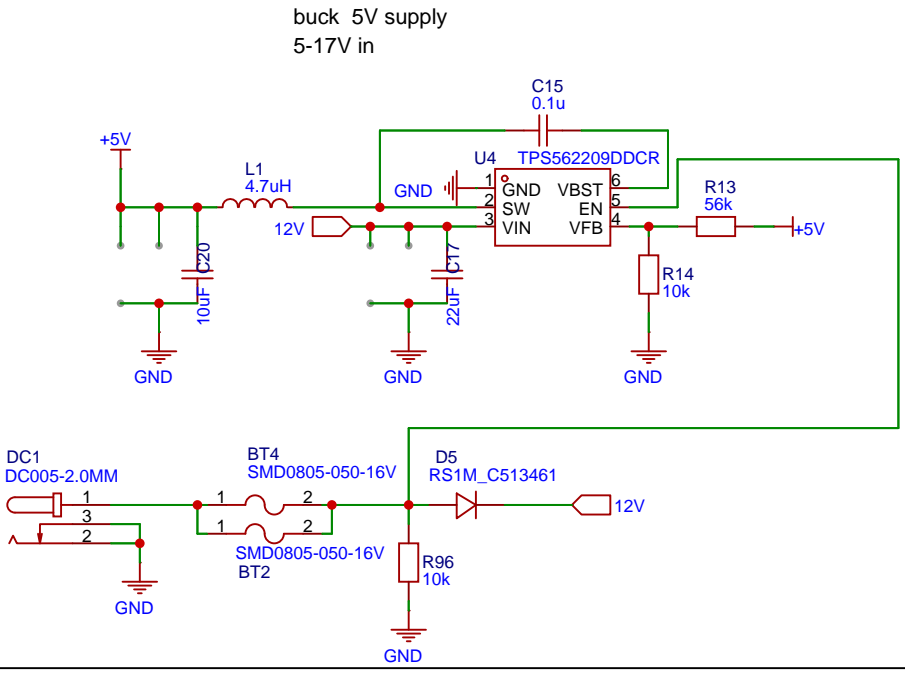 buck 5V supply
5-17V in
C15
0.1u
+5V
U4
TPS562209DDCR
L1
4.7uH
GND
1
GND
VBST
6
2
SW
EN
5
3
VIN
VFB
4
12V
R13
56k
+5V
C20
10uF
C17
22uF
R14
10k
GND
GND
GND
DC1
DC005-2.0MM
1
3
2
GND
BT4
SMD0805-050-16V
1
2
1
2
SMD0805-050-16V
BT2
D5
RS1M_C513461
12V
R96
10k
GND